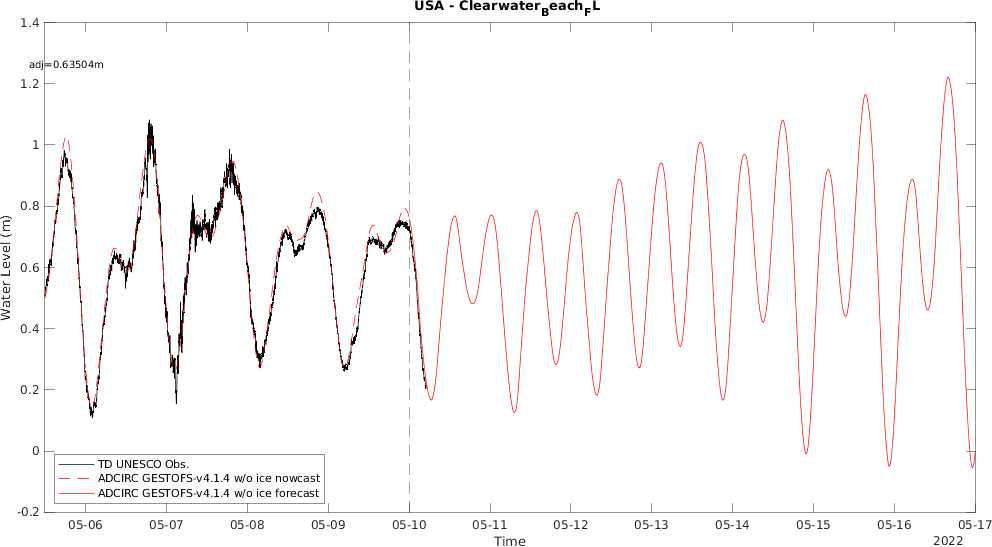 USA - ClearwaterBeachFL
adj=0.63504m
1.4
1.2
1
0.8
0.6
0.4
0.2
0
-0.2
Water Level (m)
TD UNESCO Obs.
ADCIRC GESTOFS-v4.1.4 w/o ice nowcast
ADCIRC GESTOFS-v4.1.4 w/o ice forecast
05-06 05-07 05-08 05-09 05-10 05-11 05-12 05-13 05-14 05-15 05-16 05-17
Time
2022